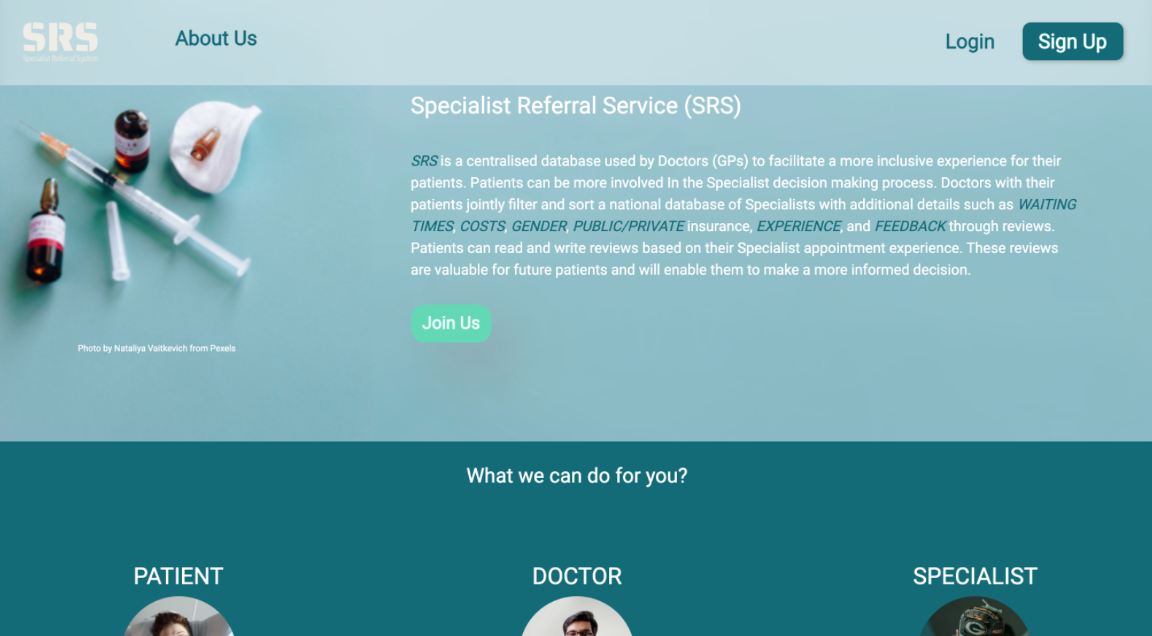 SRS
Specialist Referral System
About Us
Login
Sign Up
Specialist Referral Service (SRS)
SRS is a centralised database used by Doctors (GPs) to facilitate a more inclusive experience for their
patients. Patients can be more involved In the Specialist decision making process. Doctors with their
patients jointly filter and sort a national database of Specialists with additional details such as WAITING
TIMES, COSTS, GENDER, PUBLIC/PRIVATE insurance, EXPERIENCE, and FEEDBACK through reviews.
Patients can read and write reviews based on their Specialist appointment experience. These reviews
are valuable for future patients and will enable them to make a more informed decision.
Join Us
Photo by Nataliya Vaitkevich from Pexels
What we can do for you?
PATIENT
DOCTOR
SPECIALIST